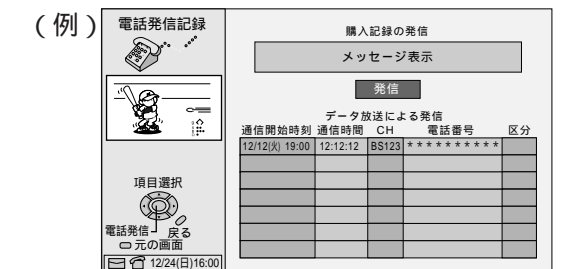 (例)
電話発信記録
項目選択
電話発信
戻る
元の画面
12/24(日)16:00
購入記録の発信
メッセージ表示
発信
データ放送による発信
通信開始時刻 通信時間 CH 電話番号 区分
12/12(火) 19:00 12:12:12 BS123 **********